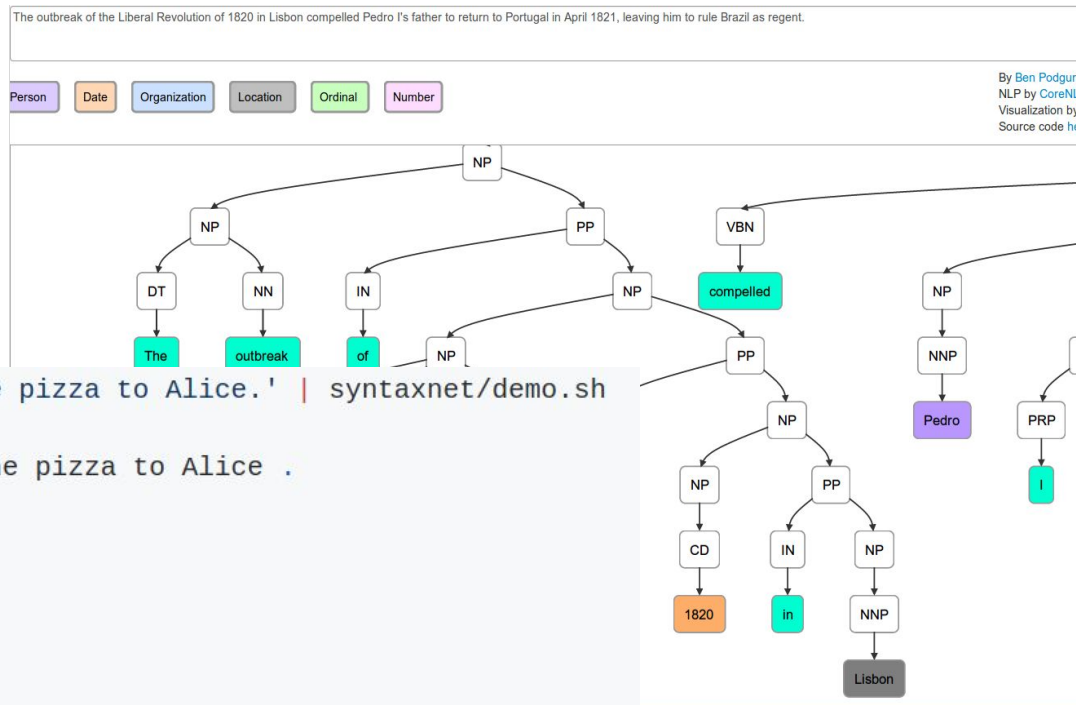 The outbreak of the Liberal Revolution of 1820 in Lisbon compelled Pedro I's father to return to Portugal in April 1821, leaving him to rule Brazil as regent.
Person Date Organization Location Ordinal Number
By Ben Podgur
NLP by CoreNL
Visualization by
Source code he
NP
NP PP VBN
DT NN IN NP compelled NP
The outbreak of NP PP NNP
e pizza to Alice.' | syntaxnet/demo.sh
NP Pedro PRP
ne pizza to Alice .
NP PP I
CD IN NP
1820 in NNP
Lisbon